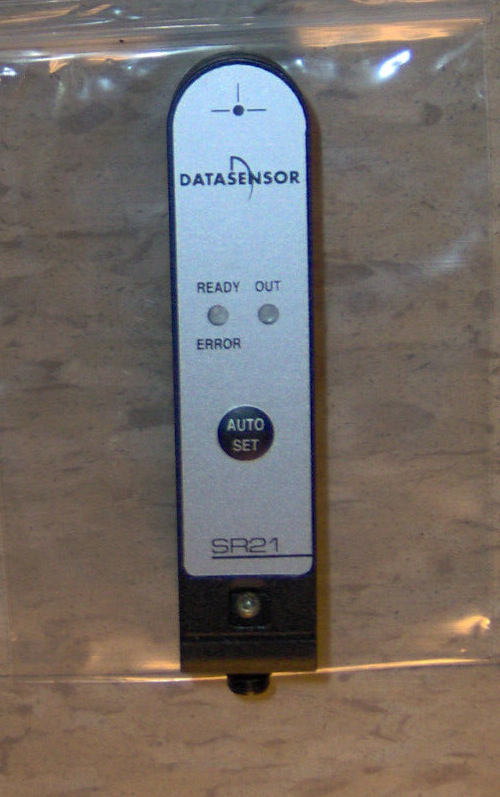 DATASENSOR
READY OUT
ERROR
AUTO
SET
SR21